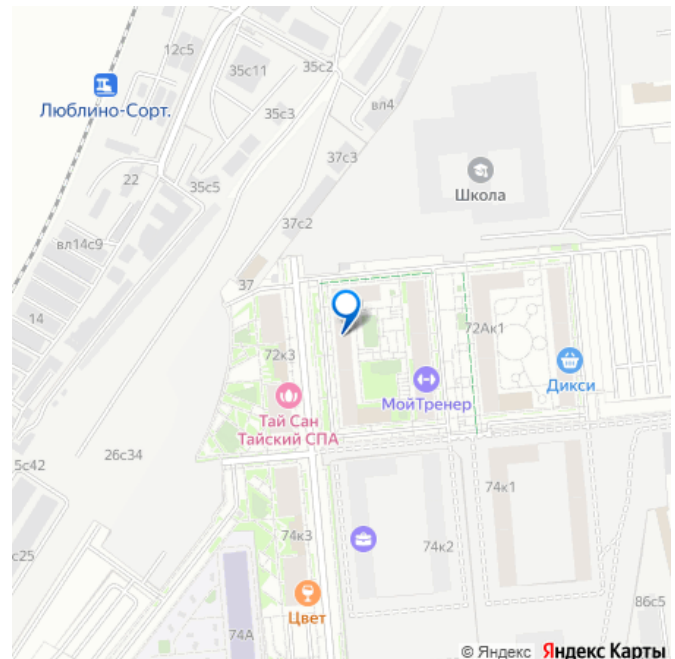 12с5
35с11
35с2
Люблино-Сорт.
35с3
вл4
37с3
22
35с5
Школа
37с2
вл14с9
37
14
72Ак1
72к3
Дикси
МойТренер
Тай Сан
Тайский СПА
5с42
26с34
74к1
74к3
74к2
с25
Цвет
86с5
74А
© Яндекс Яндекс Карты